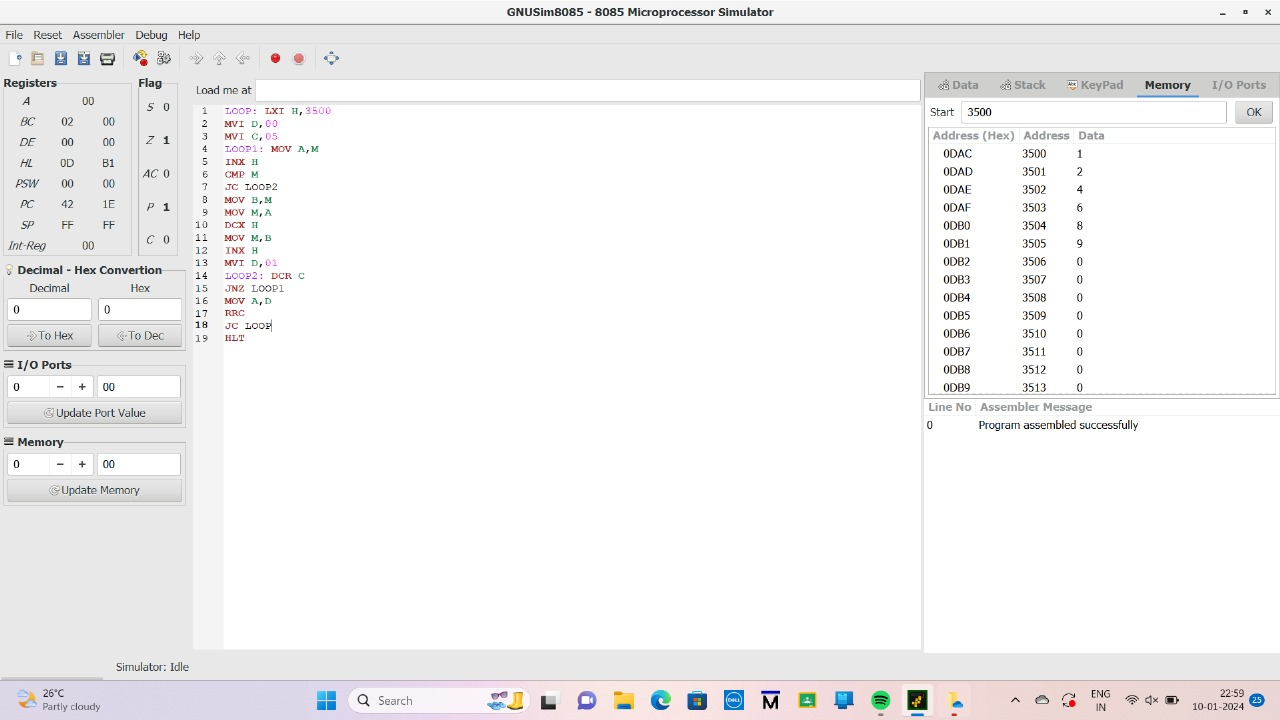 GNUSim8085 - 8085 Microprocessor Simulator
File Reset Assembler Debug Help
Registers
A 00
BC 02 00
DE 00 00
HL 0D B1
PSW 00 00
PC 42 1E
SP FF FF
Int-Reg 00
Flag
S 0
Z 1
AC 0
P 1
C 0
Decimal - Hex Convertion
Decimal Hex
0 0
To Hex To Dec
I/O Ports
0 − + 00
Update Port Value
Memory
0 − + 00
Update Memory
Load me at
1 LOOP: LXI H,3500
2 MVI D,00
3 MVI C,05
4 LOOP1: MOV A,M
5 INX H
6 CMP M
7 JC LOOP2
8 MOV B,M
9 MOV M,A
10 DCX H
11 MOV M,B
12 INX H
13 MVI D,01
14 LOOP2: DCR C
15 JNZ LOOP1
16 MOV A,D
17 RRC
18 JC LOOP
19 HLT
Data Stack KeyPad Memory I/O Ports
Start 3500 OK
Address (Hex) Address Data
0DAC 3500 1
0DAD 3501 2
0DAE 3502 4
0DAF 3503 6
0DB0 3504 8
0DB1 3505 9
0DB2 3506 0
0DB3 3507 0
0DB4 3508 0
0DB5 3509 0
0DB6 3510 0
0DB7 3511 0
0DB8 3512 0
0DB9 3513 0
Line No Assembler Message
0 Program assembled successfully
Simulator: Idle
26°C
Partly cloudy
Search
DELL
M
ENG
IN
22:59
10-01-2024
25